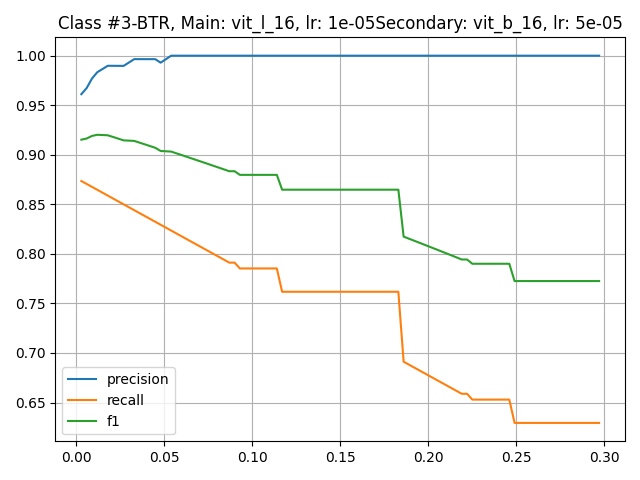 Class #3-BTR, Main: vit_l_16, lr: 1e-05Secondary: vit_b_16, lr: 5e-05
1.00
0.95
0.90
0.85
0.80
0.75
0.70
0.65
precision
recall
f1
0.00 0.05 0.10 0.15 0.20 0.25 0.30